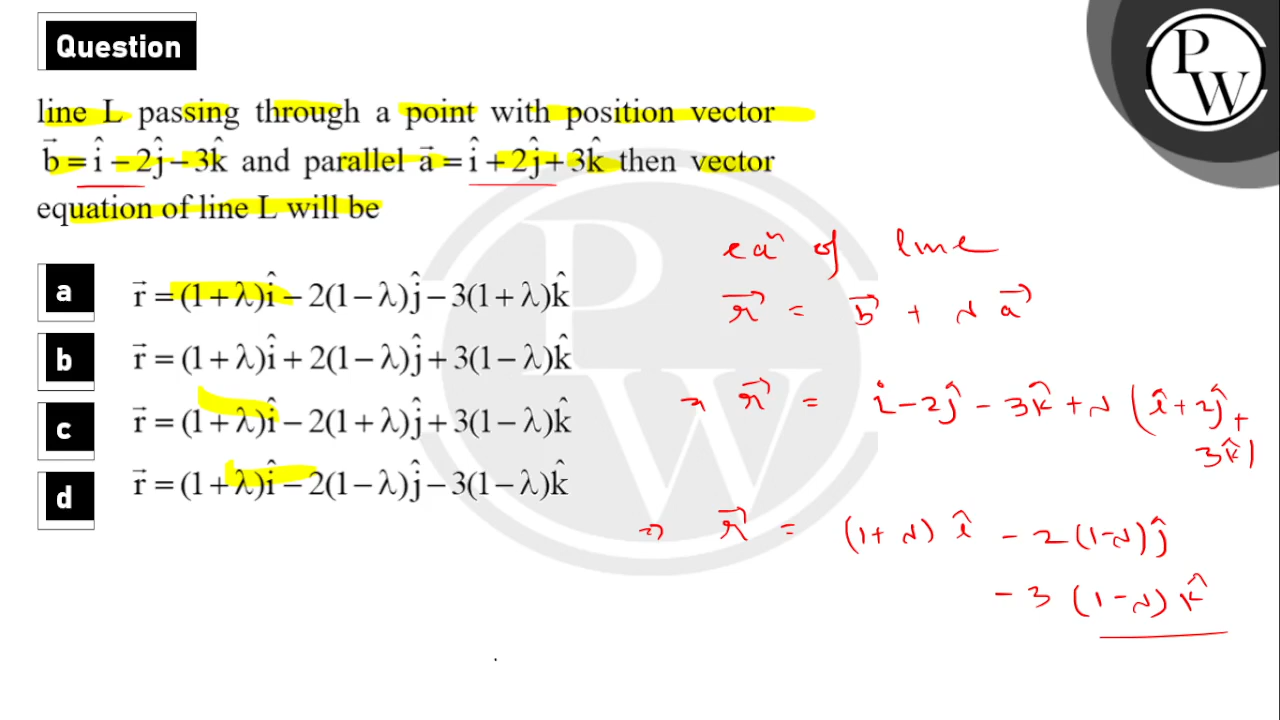 Question
PW
line L passing through a point with position vector
b⃗ = î − 2ĵ − 3k̂ and parallel a⃗ = î + 2ĵ + 3k̂ then vector
equation of line L will be
a r⃗ = (1 + λ)î − 2(1 − λ)ĵ − 3(1 + λ)k̂
b r⃗ = (1 + λ)î + 2(1 − λ)ĵ + 3(1 − λ)k̂
c r⃗ = (1 + λ)î − 2(1 + λ)ĵ + 3(1 − λ)k̂
d r⃗ = (1 + λ)î − 2(1 − λ)ĵ − 3(1 − λ)k̂
eqⁿ of line
r⃗ = b⃗ + λ a⃗
⇒ r⃗ = i − 2ĵ − 3k̂ + λ (î + 2ĵ +
3k̂)
⇒ r⃗ = (1 + λ) î − 2 (1 − λ) ĵ
− 3 (1 − λ) k̂